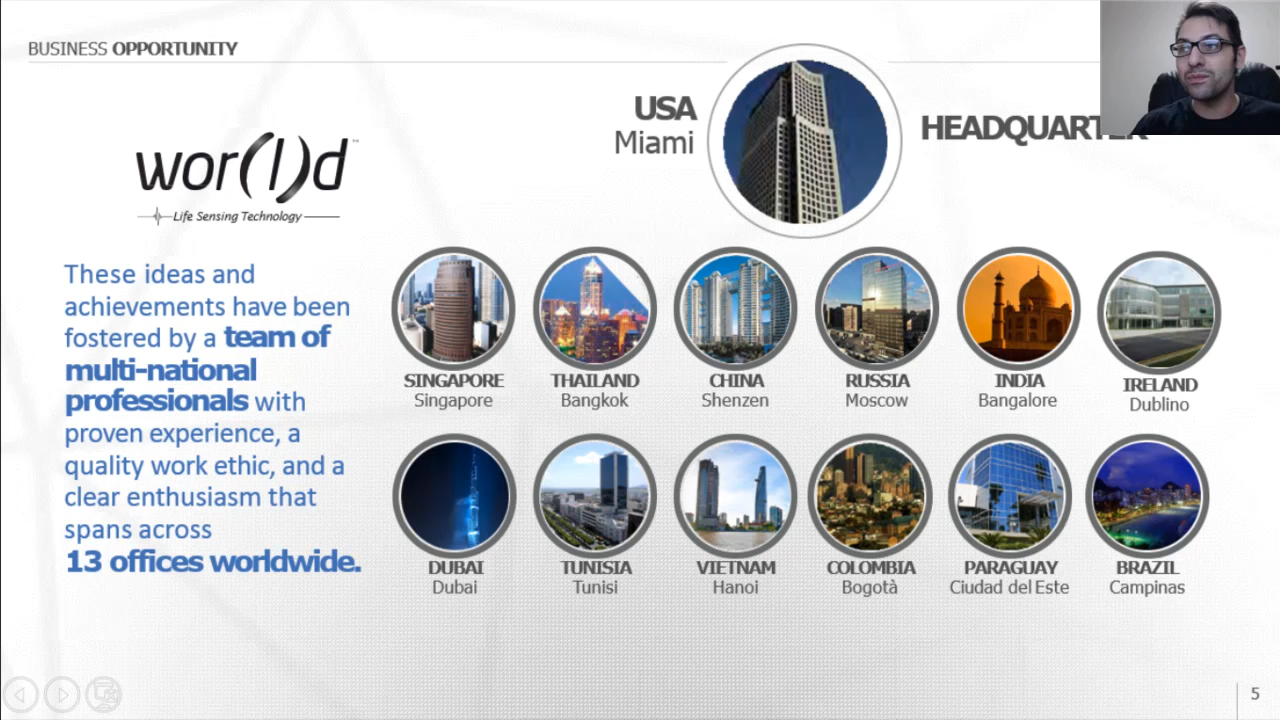 BUSINESS OPPORTUNITY
USA
Miami
HEADQUARTER
wor(l)d™
Life Sensing Technology
These ideas and
achievements have been
fostered by a team of
multi-national
professionals with
proven experience, a
quality work ethic, and a
clear enthusiasm that
spans across
13 offices worldwide.
SINGAPORE
Singapore
THAILAND
Bangkok
CHINA
Shenzen
RUSSIA
Moscow
INDIA
Bangalore
IRELAND
Dublino
DUBAI
Dubai
TUNISIA
Tunisi
VIETNAM
Hanoi
COLOMBIA
Bogotà
PARAGUAY
Ciudad del Este
BRAZIL
Campinas
5